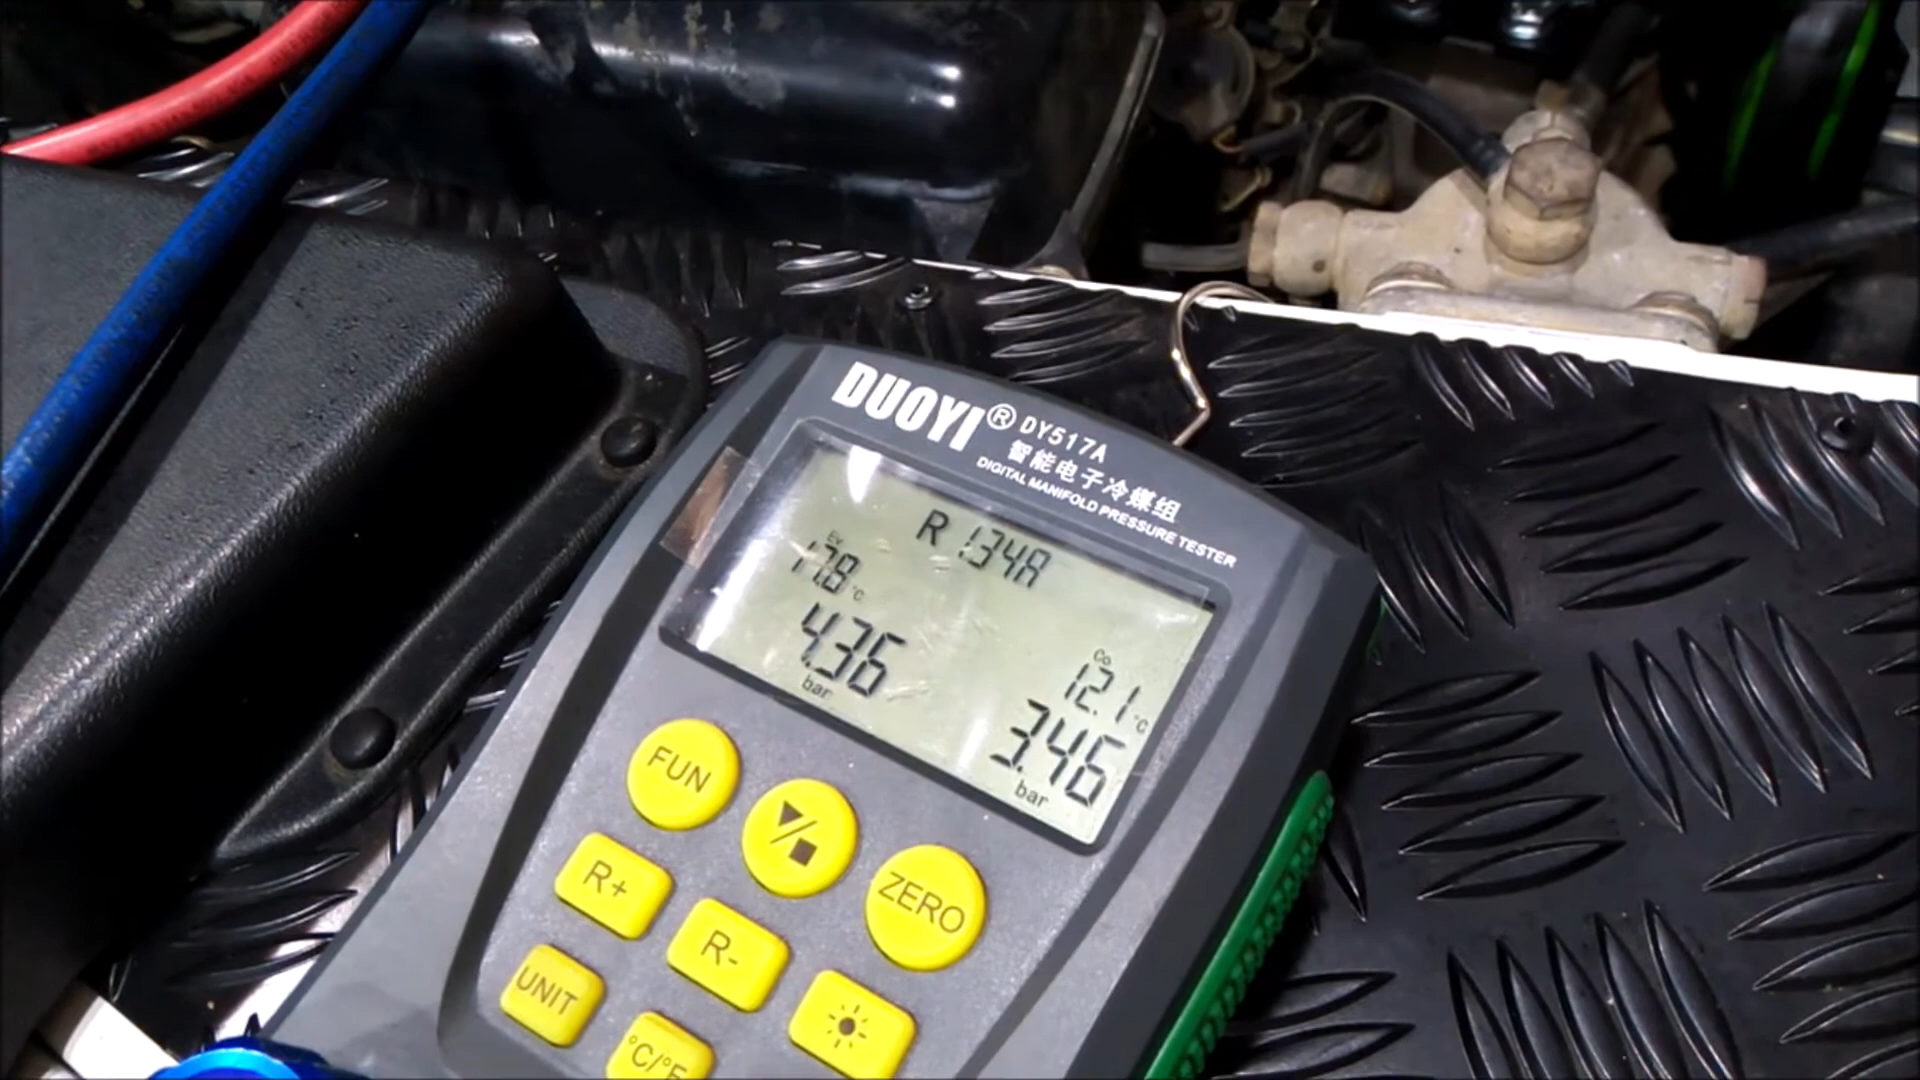 DUOYI® DY517A
智能电子冷媒组
DIGITAL MANIFOLD PRESSURE TESTER
R 134A
EV
17.8 °C
4.36
bar
Co
12.1 °C
3.46
bar
FUN
▶/■
ZERO
R+
R-
UNIT
°C/°F